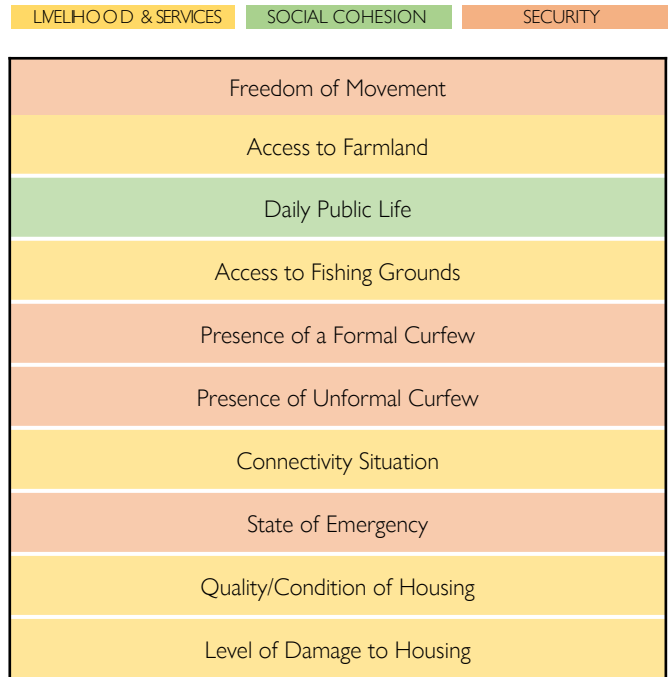 LIVELIHOOD & SERVICES SOCIAL COHESION SECURITY
Freedom of Movement
Access to Farmland
Daily Public Life
Access to Fishing Grounds
Presence of a Formal Curfew
Presence of Unformal Curfew
Connectivity Situation
State of Emergency
Quality/Condition of Housing
Level of Damage to Housing